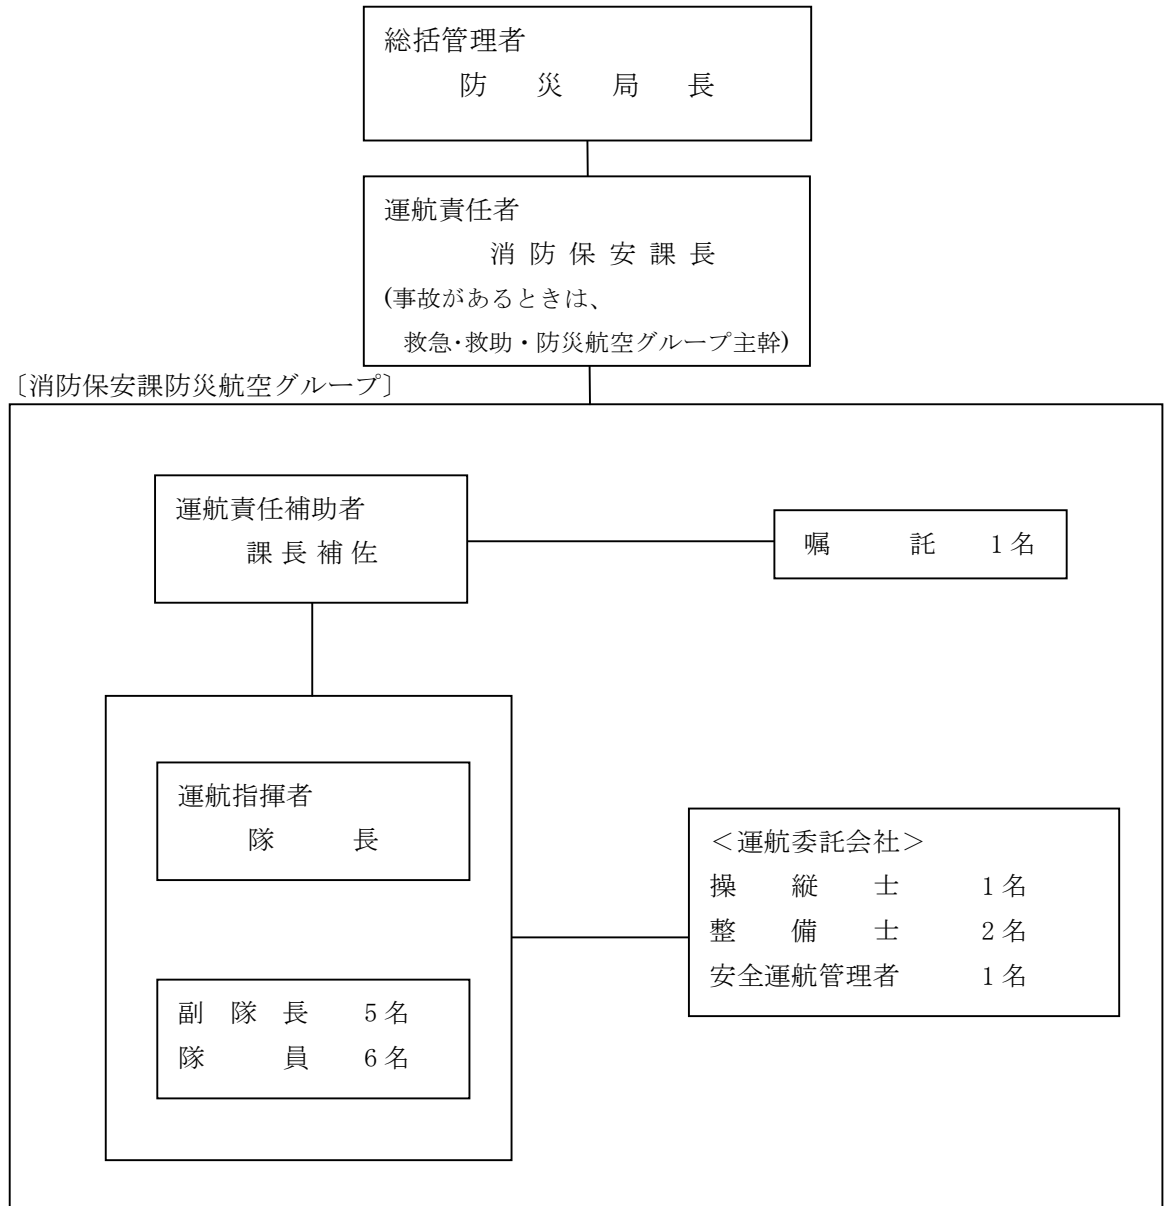 総括管理者
防　災　局　長
運航責任者
消 防 保 安 課 長
(事故があるときは、
救急･救助・防災航空グループ主幹)
〔消防保安課防災航空グループ〕
運航責任補助者
課 長 補 佐
嘱　　託　1 名
運航指揮者
隊　　　長
＜運航委託会社＞
操　縦　士　1 名
整　備　士　2 名
安全運航管理者　1 名
副　隊　長　5 名
隊　　　員　6 名